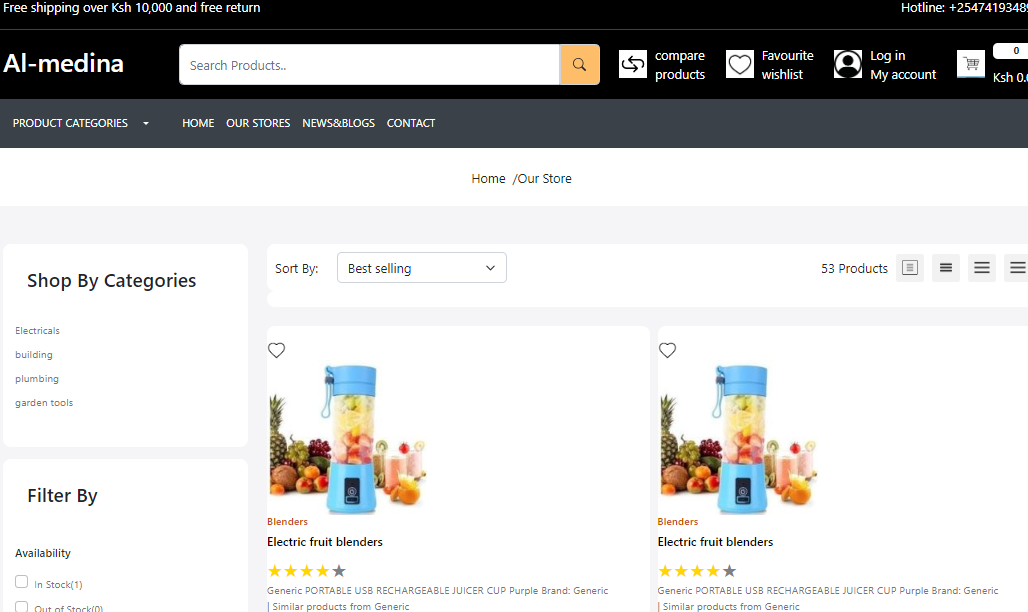 Free shipping over Ksh 10,000 and free return
Hotline: +2547419348
Al-medina
Search Products..
compare
products
Favourite
wishlist
Log in
My account
0
Ksh 0.
PRODUCT CATEGORIES
HOME
OUR STORES
NEWS&BLOGS
CONTACT
Home /Our Store
Shop By Categories
Electricals
building
plumbing
garden tools
Filter By
Availability
In Stock(1)
Out of Stock(0)
Sort By:
Best selling
53 Products
Blenders
Electric fruit blenders
Generic PORTABLE USB RECHARGEABLE JUICER CUP Purple Brand: Generic
| Similar products from Generic
Blenders
Electric fruit blenders
Generic PORTABLE USB RECHARGEABLE JUICER CUP Purple Brand: Generic
| Similar products from Generic